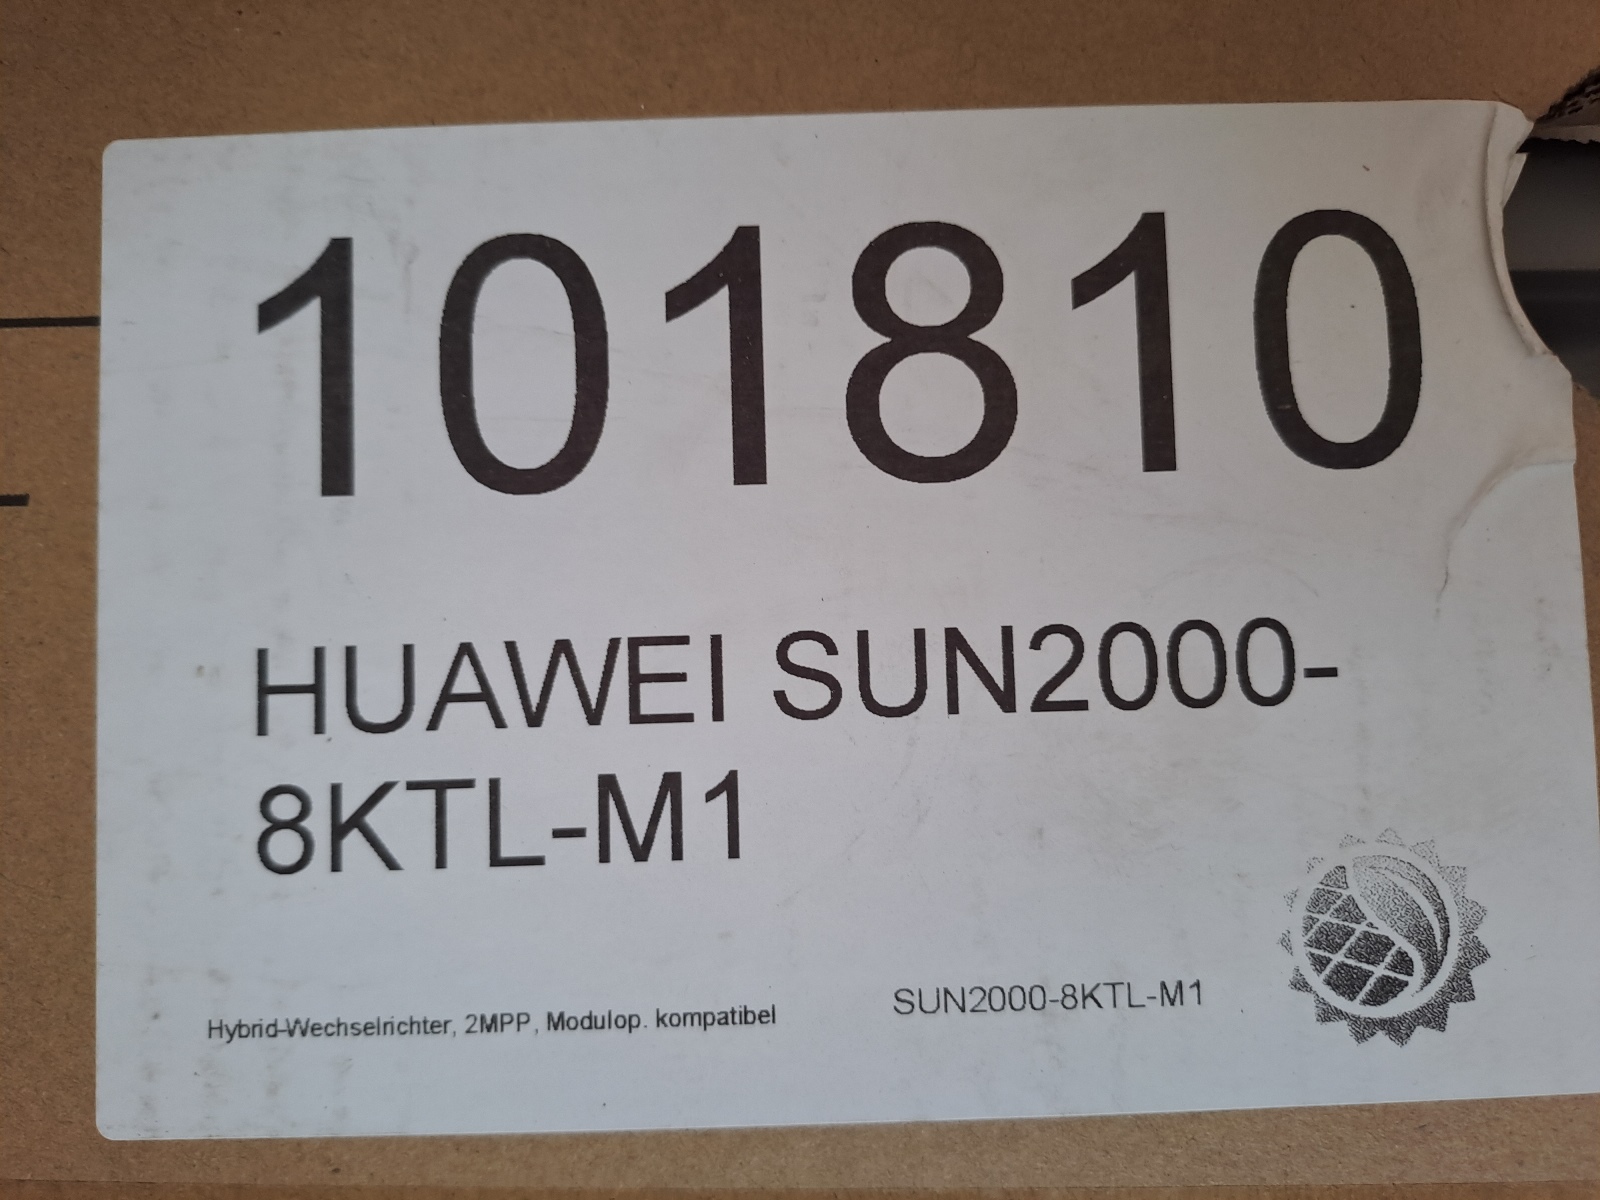 101810
HUAWEI SUN2000-
8KTL-M1
Hybrid-Wechselrichter, 2MPP, Modulop. kompatibel
SUN2000-8KTL-M1